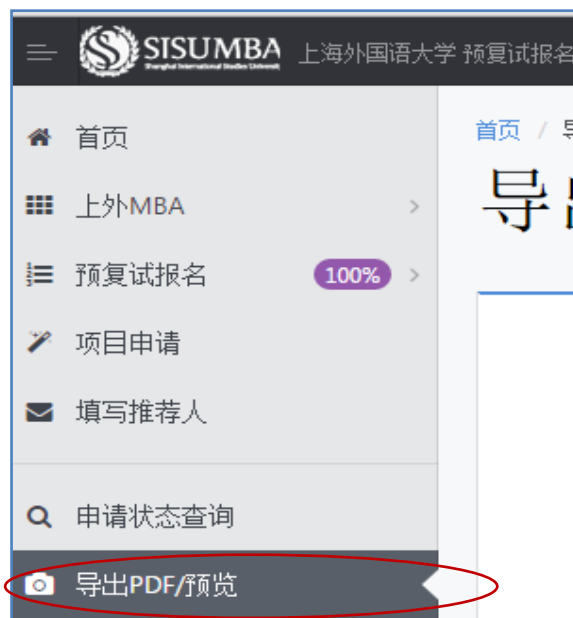 SISUMBA 上海外国语大学 预复试报名
Shanghai International Studies University
首页
首页 / 导
上外MBA
导出
预复试报名 100%
项目申请
填写推荐人
申请状态查询
导出PDF/预览